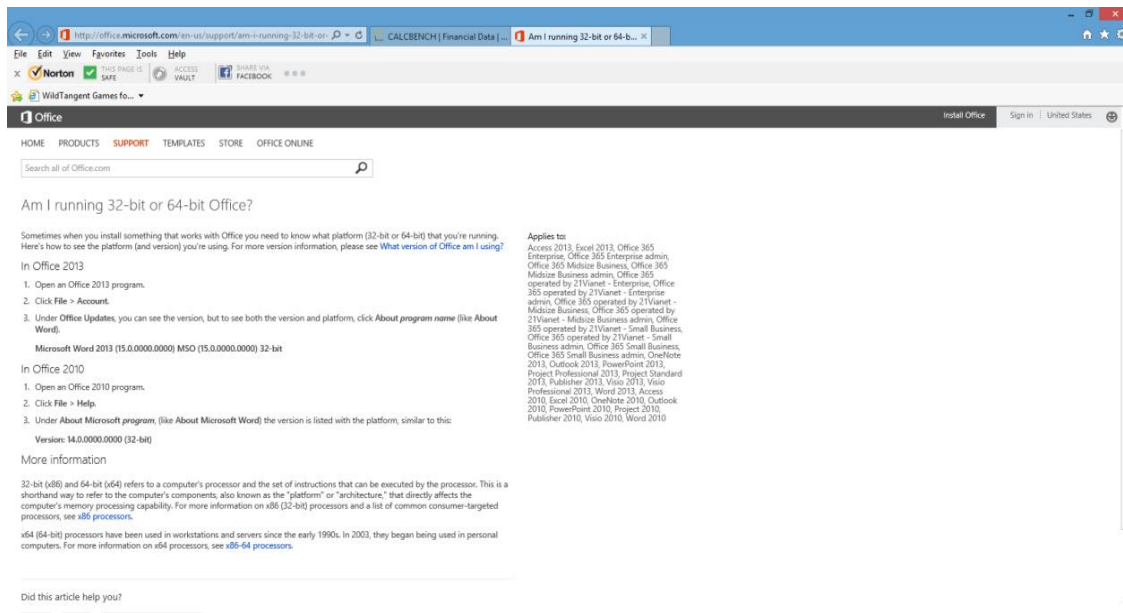 http://office.microsoft.com/en-us/support/am-i-running-32-bit-or-
CALCBENCH | Financial Data | ...
Am I running 32-bit or 64-b...
File Edit View Favorites Tools Help
x Norton THIS PAGE IS SAFE ACCESS VAULT SHARE VIA FACEBOOK
WildTangent Games fo...
Office
Install Office Sign in United States
HOME PRODUCTS SUPPORT TEMPLATES STORE OFFICE ONLINE
Search all of Office.com
Am I running 32-bit or 64-bit Office?
Sometimes when you install something that works with Office you need to know what platform (32-bit or 64-bit) that you're running.
Here's how to see the platform (and version) you're using. For more version information, please see What version of Office am I using?
In Office 2013
1. Open an Office 2013 program.
2. Click File > Account.
3. Under Office Updates, you can see the version, but to see both the version and platform, click About program name (like About
Word).
Microsoft Word 2013 (15.0.0000.0000) MSO (15.0.0000.0000) 32-bit
In Office 2010
1. Open an Office 2010 program.
2. Click File > Help.
3. Under About Microsoft program, (like About Microsoft Word) the version is listed with the platform, similar to this:
Version: 14.0.0000.0000 (32-bit)
More information
32-bit (x86) and 64-bit (x64) refers to a computer's processor and the set of instructions that can be executed by the processor. This is a
shorthand way to refer to the computer's components, also known as the "platform" or "architecture," that directly affects the
computer's memory processing capability. For more information on x86 (32-bit) processors and a list of common consumer-targeted
processors, see x86 processors.
x64 (64-bit) processors have been used in workstations and servers since the early 1990s. In 2003, they began being used in personal
computers. For more information on x64 processors, see x86-64 processors.
Did this article help you?
Applies to:
Access 2013, Excel 2013, Office 365
Enterprise, Office 365 Enterprise admin,
Office 365 Midsize Business, Office 365
Midsize Business admin, Office 365
operated by 21Vianet - Enterprise, Office
365 operated by 21Vianet - Enterprise
admin, Office 365 operated by 21Vianet -
Midsize Business, Office 365 operated by
21Vianet - Midsize Business admin, Office
365 operated by 21Vianet - Small Business,
Office 365 operated by 21Vianet - Small
Business admin, Office 365 Small Business,
Office 365 Small Business admin, OneNote
2013, Outlook 2013, PowerPoint 2013,
Project Professional 2013, Project Standard
2013, Publisher 2013, Visio 2013, Visio
Professional 2013, Word 2013, Access
2010, Excel 2010, OneNote 2010, Outlook
2010, PowerPoint 2010, Project 2010,
Publisher 2010, Visio 2010, Word 2010